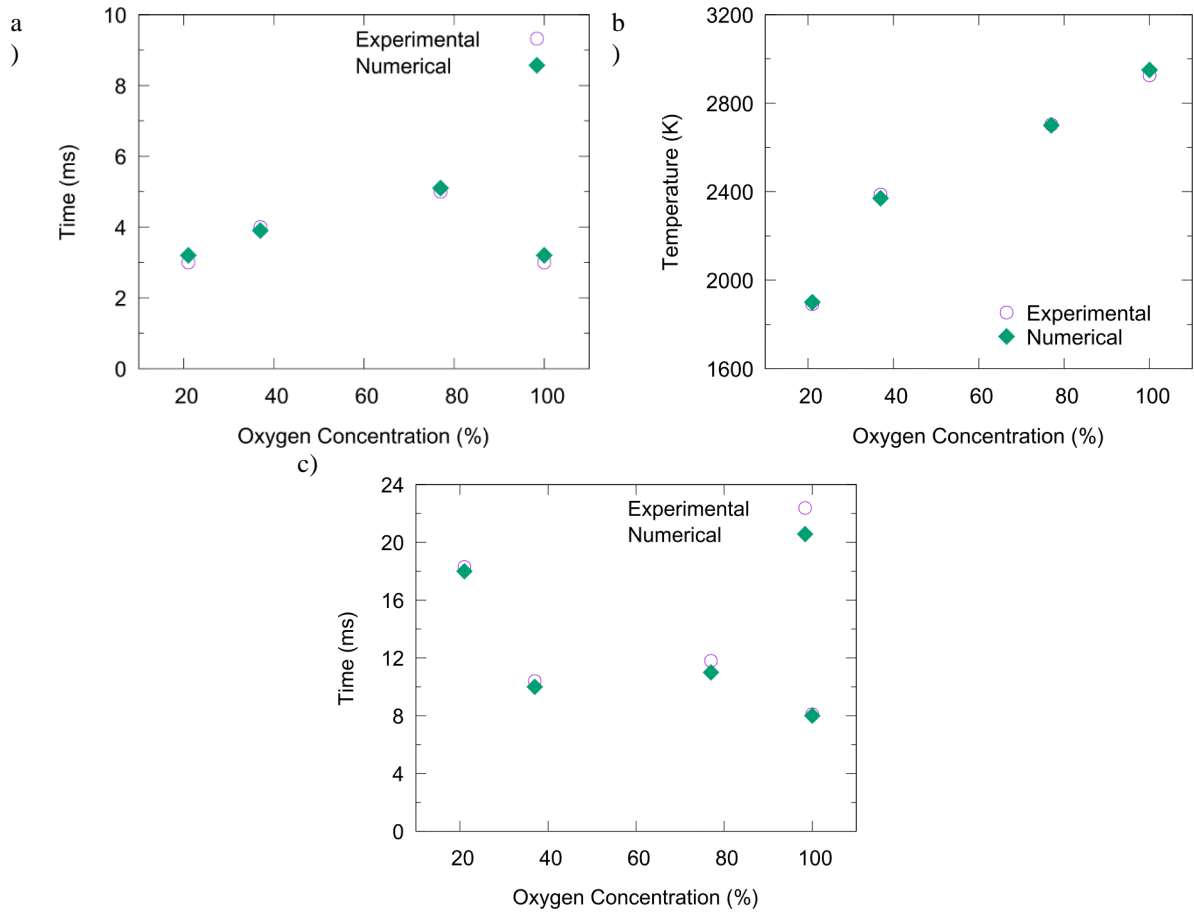 a
)
10
8
6
4
2
0
Time (ms)
Experimental
Numerical
20 40 60 80 100
Oxygen Concentration (%)
b
)
3200
2800
2400
2000
1600
Temperature (K)
Experimental
Numerical
20 40 60 80 100
Oxygen Concentration (%)
c)
24
20
16
12
8
4
0
Time (ms)
Experimental
Numerical
20 40 60 80 100
Oxygen Concentration (%)